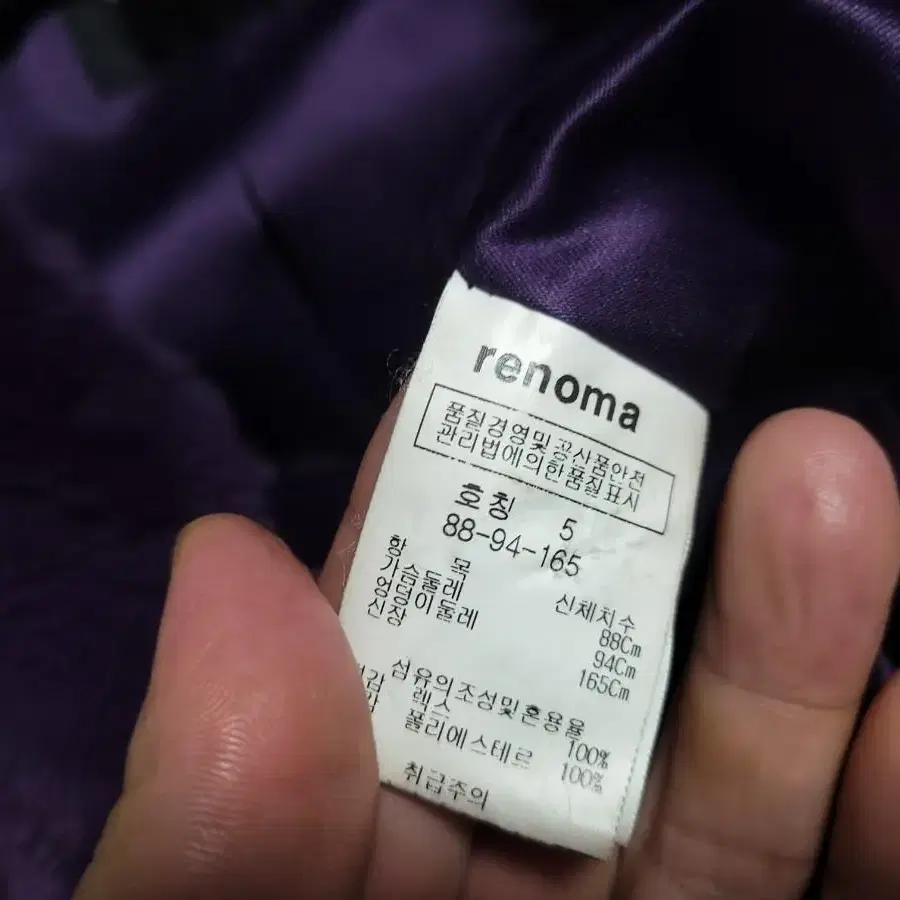 renoma
품질경영및공산품안전
관리법에의한품질표시
호칭 5
88-94-165
항 목 신체치수
가슴둘레 88Cm
엉덩이둘레 94Cm
신장 165Cm
섬유의조성및혼용율
렉스 100%
폴리에스테르 100%
취급주의